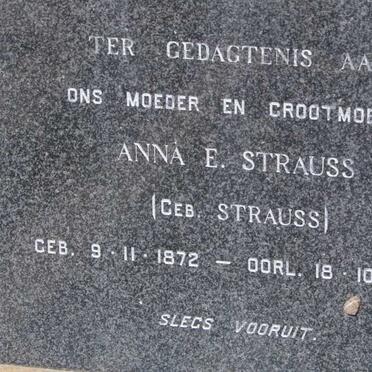 TER GEDAGTENIS AA
ONS MOEDER EN GROOTMOE
ANNA E. STRAUSS
(GEB. STRAUSS)
GEB. 9·11·1872 — OORL. 18·10
SLEGS VOORUIT.